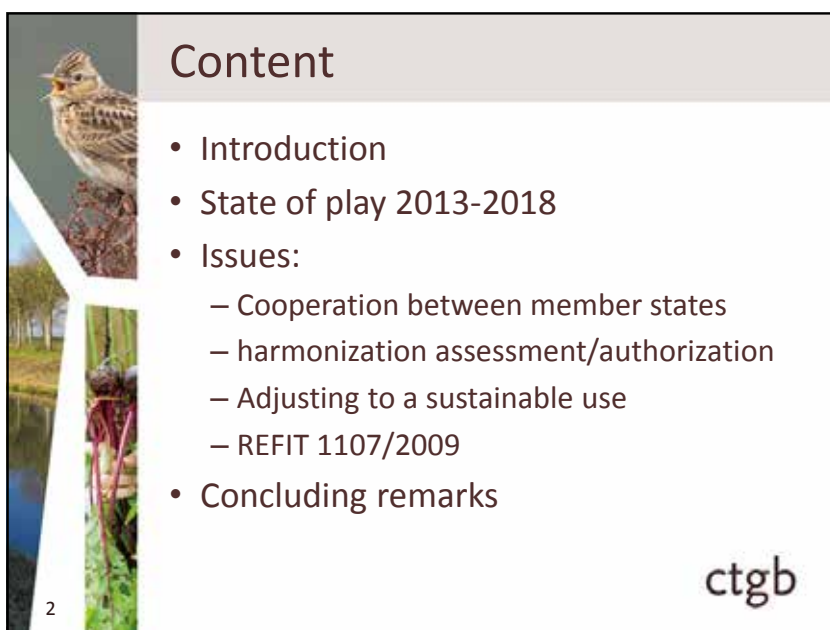 Content
• Introduction
• State of play 2013-2018
• Issues:
– Cooperation between member states
– harmonization assessment/authorization
– Adjusting to a sustainable use
– REFIT 1107/2009
• Concluding remarks
ctgb
2